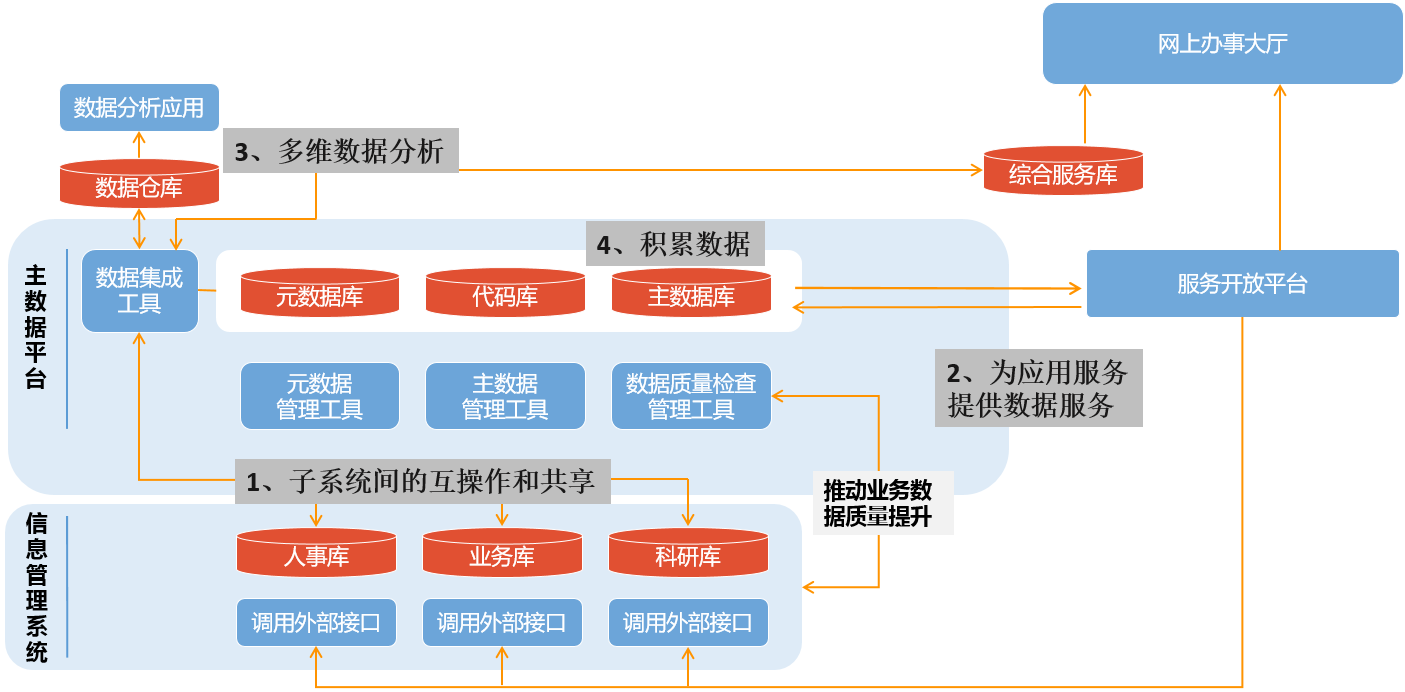 网上办事大厅
数据分析应用
3、多维数据分析
数据仓库
综合服务库
4、积累数据
主数据平台
数据集成
工具
元数据库
代码库
主数据库
服务开放平台
元数据
管理工具
主数据
管理工具
数据质量检查
管理工具
2、为应用服务
提供数据服务
1、子系统间的互操作和共享
推动业务数
据质量提升
信息管理系统
人事库
业务库
科研库
调用外部接口
调用外部接口
调用外部接口